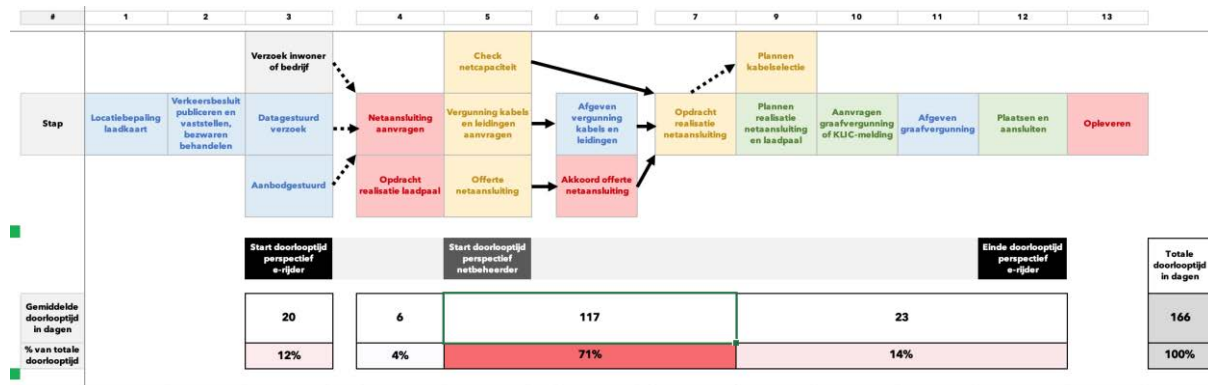 # 1 2 3 4 5 6 7 9 10 11 12 13
Verzoek inwoner
of bedrijf
Check
netcapaciteit
Plannen
kabelselectie
Stap
Locatiebepaling
laadkaart
Verkeersbesluit
publiceren en
vaststellen,
bezwaren
behandelen
Datagestuurd
verzoek
Netaansluiting
aanvragen
Vergunning kabels
en leidingen
aanvragen
Afgeven
vergunning
kabels en
leidingen
Opdracht
realisatie
netaansluiting
Plannen
realisatie
netaansluiting
en laadpaal
Aanvragen
graafvergunning
of KLIC-melding
Afgeven
graafvergunning
Plaatsen en
aansluiten
Opleveren
Aanbodgestuurd
Opdracht
realisatie laadpaal
Offerte
netaansluiting
Akkoord offerte
netaansluiting
Start doorlooptijd
perspectief
e-rijder
Start doorlooptijd
perspectief
netbeheerder
Einde doorlooptijd
perspectief
e-rijder
Totale
doorlooptijd
in dagen
Gemiddelde
doorlooptijd
in dagen
20 6 117 23 166
% van totale
doorlooptijd
12% 4% 71% 14% 100%